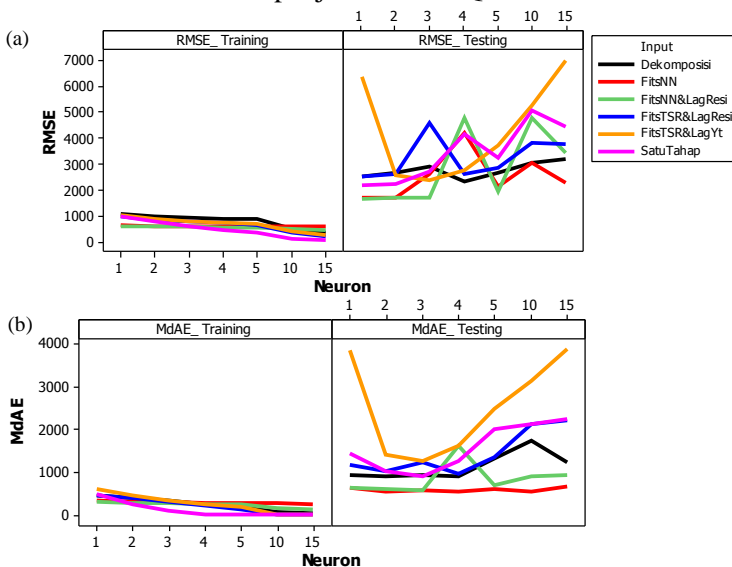 1 2 3 4 5 10 15
(a)
RMSE_ Training
RMSE_ Testing
7000
6000
5000
4000
3000
2000
1000
0
RMSE
1 2 3 4 5 10 15
Neuron
Input
Dekomposisi
FitsNN
FitsNN&LagResi
FitsTSR&LagResi
FitsTSR&LagYt
SatuTahap
1 2 3 4 5 10 15
(b)
MdAE_ Training
MdAE_ Testing
4000
3000
2000
1000
0
MdAE
1 2 3 4 5 10 15
Neuron